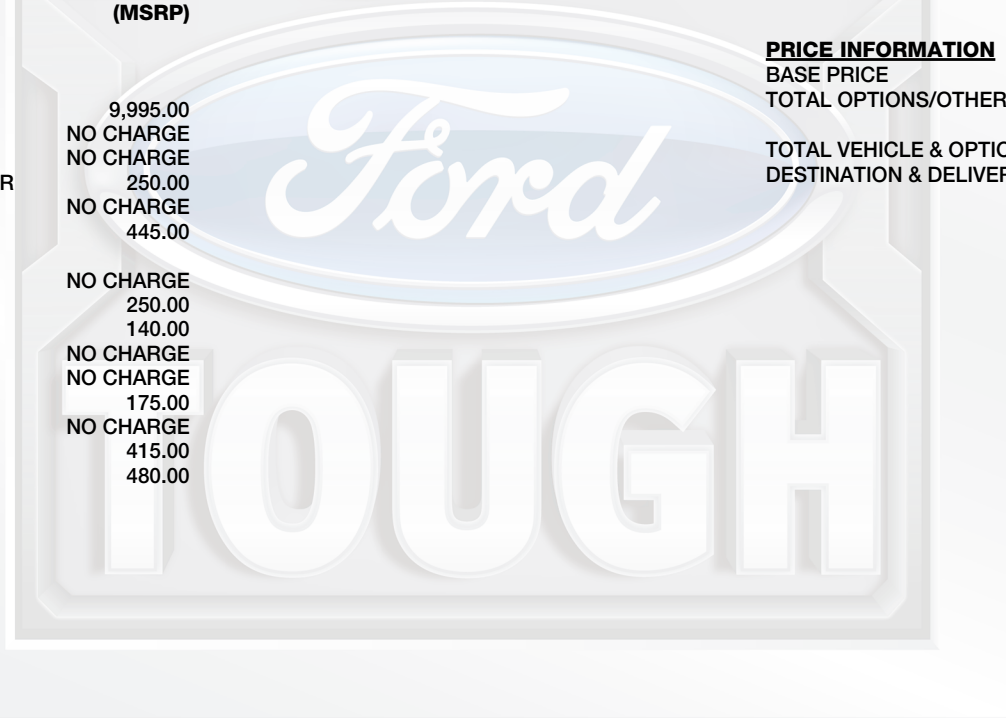 (MSRP)
9,995.00
NO CHARGE
NO CHARGE
R 250.00
NO CHARGE
445.00
NO CHARGE
250.00
140.00
NO CHARGE
NO CHARGE
175.00
NO CHARGE
415.00
480.00
PRICE INFORMATION
BASE PRICE
TOTAL OPTIONS/OTHER
TOTAL VEHICLE & OPTIO
DESTINATION & DELIVER
Ford
TOUGH